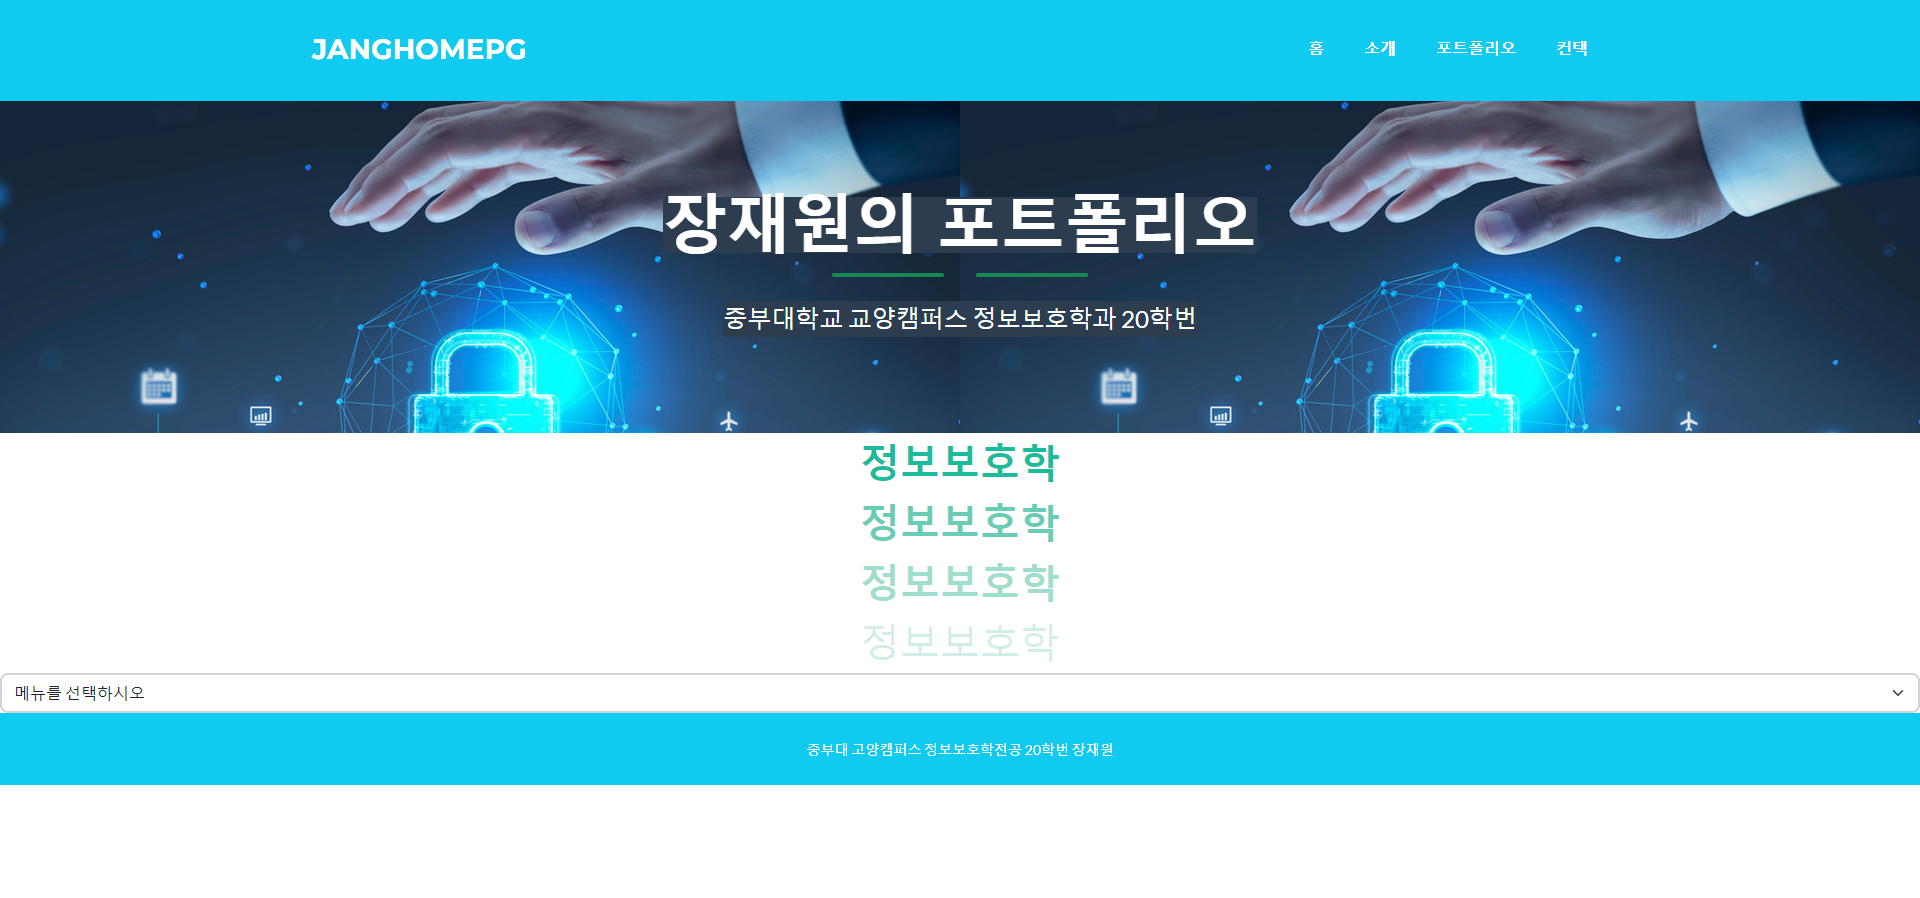 JANGHOMEPG
홈 소개 포트폴리오 컨택
장재원의 포트폴리오
중부대학교 교양캠퍼스 정보보호학과 20학번
정보보호학
정보보호학
정보보호학
정보보호학
메뉴를 선택하시오
중부대 고양캠퍼스 정보보호학전공 20학번 장재원